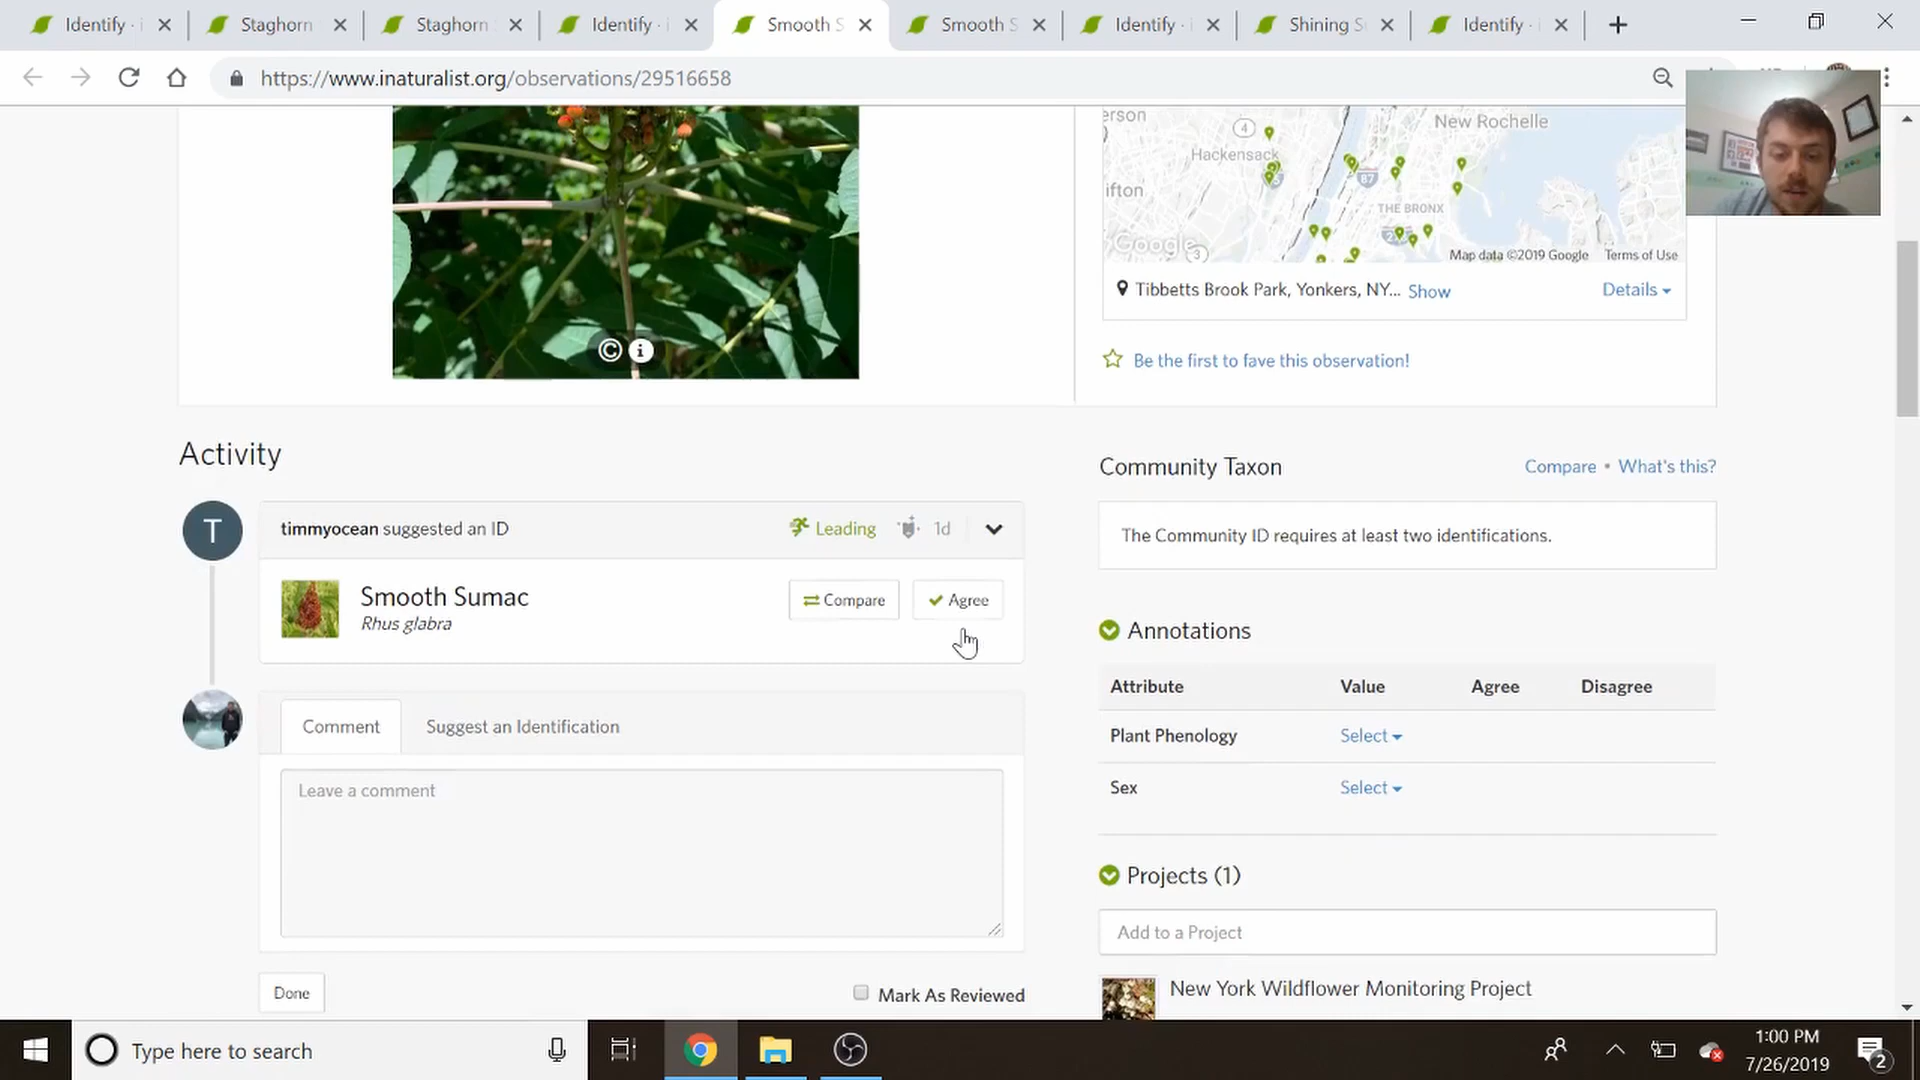 Identify · i
Staghorn
Staghorn
Identify · i
Smooth S
Smooth S
Identify · i
Shining S
Identify · i
https://www.inaturalist.org/observations/29516658
New Rochelle
Hackensack
4
87
THE BRONX
Google
3
Map data ©2019 Google
Terms of Use
Tibbetts Brook Park, Yonkers, NY... Show
Details
Be the first to fave this observation!
Activity
T
timmyocean suggested an ID
Leading
1d
Smooth Sumac
Rhus glabra
Compare
Agree
Comment
Suggest an Identification
Leave a comment
Done
Mark As Reviewed
Community Taxon
Compare • What's this?
The Community ID requires at least two identifications.
Annotations
Attribute Value Agree Disagree
Plant Phenology Select
Sex Select
Projects (1)
Add to a Project
New York Wildflower Monitoring Project
Type here to search
1:00 PM
7/26/2019
2